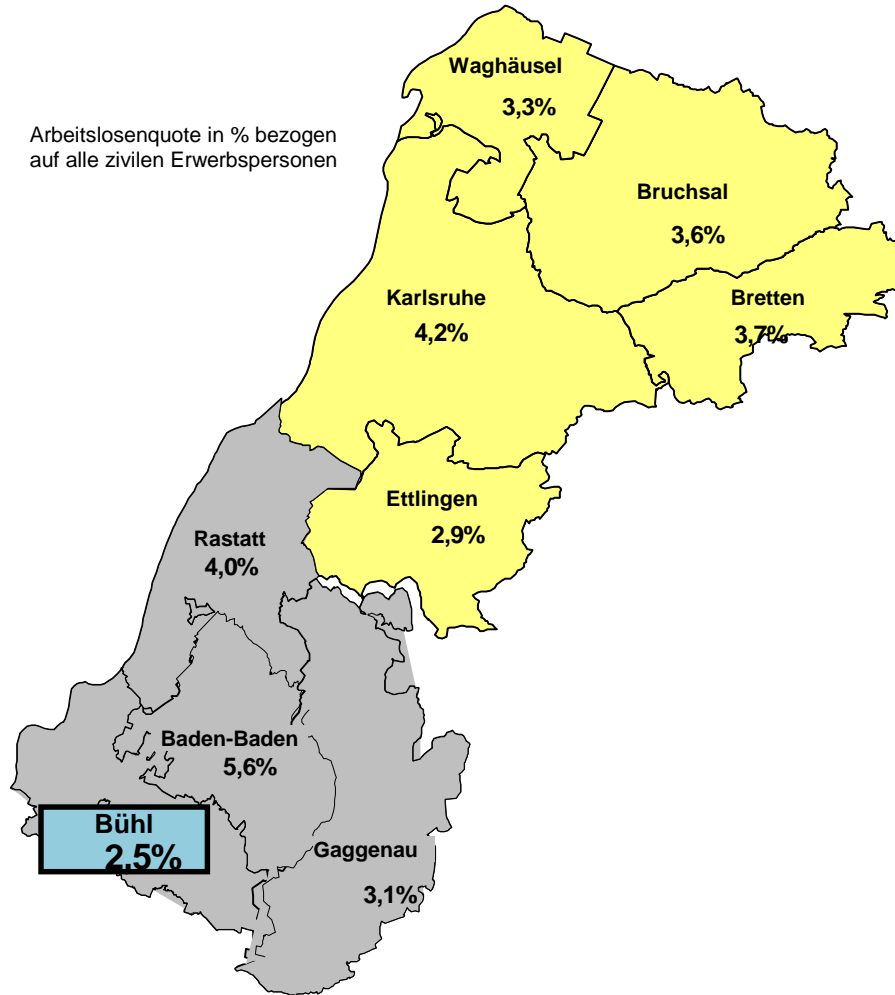 Waghäusel
3,3%
Arbeitslosenquote in % bezogen
auf alle zivilen Erwerbspersonen
Bruchsal
3,6%
Karlsruhe
4,2%
Bretten
3,7%
Ettlingen
2,9%
Rastatt
4,0%
Baden-Baden
5,6%
Bühl
2,5%
Gaggenau
3,1%